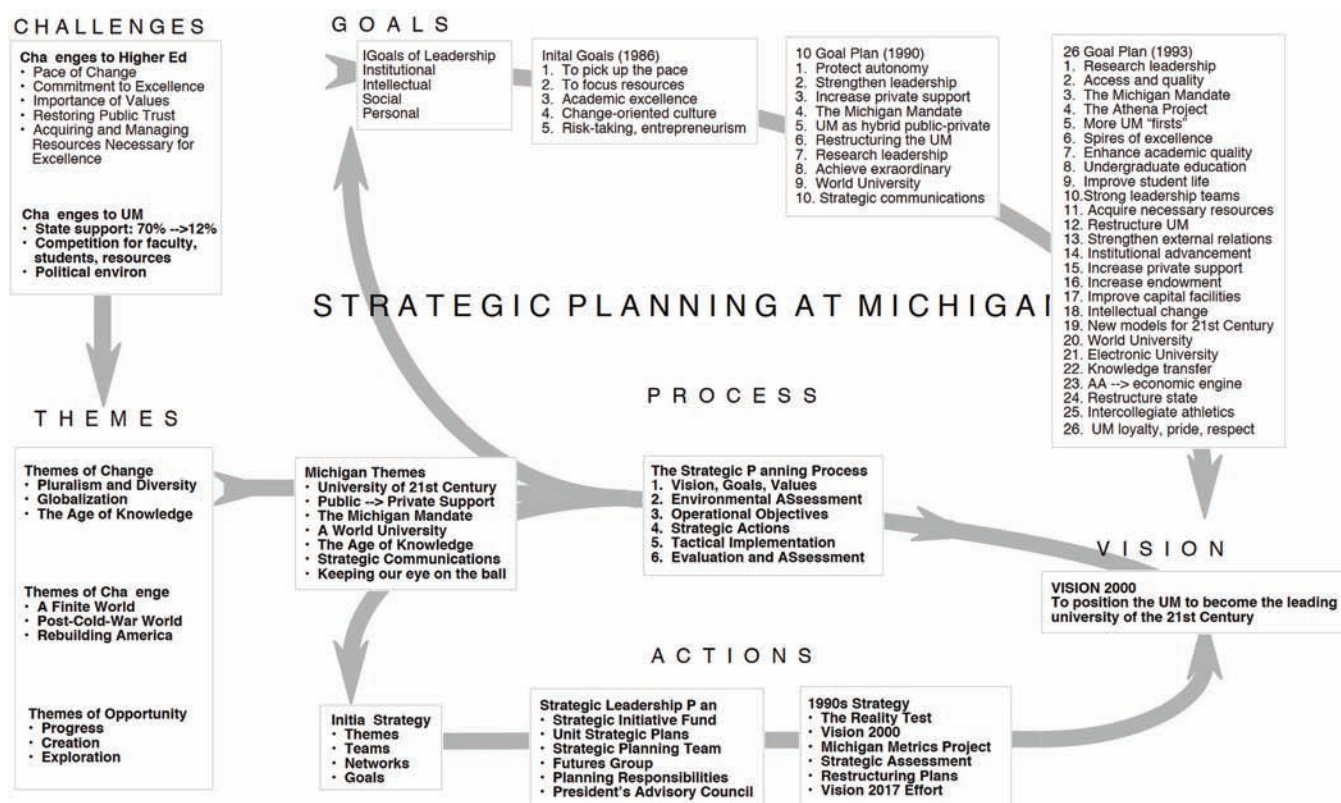 CHALLENGES
Cha enges to Higher Ed
• Pace of Change
• Commitment to Excellence
• Importance of Values
• Restoring Public Trust
• Acquiring and Managing
Resources Necessary for
Excellence
Cha enges to UM
• State support: 70% -->12%
• Competition for faculty,
students, resources
• Political environ
GOALS
IGoals of Leadership
Institutional
Intellectual
Social
Personal
Inital Goals (1986)
1. To pick up the pace
2. To focus resources
3. Academic excellence
4. Change-oriented culture
5. Risk-taking, entrepreneurism
10 Goal Plan (1990)
1. Protect autonomy
2. Strengthen leadership
3. Increase private support
4. The Michigan Mandate
5. UM as hybrid public-private
6. Restructuring the UM
7. Research leadership
8. Achieve exraordinary
9. World University
10. Strategic communications
26 Goal Plan (1993)
1. Research leadership
2. Access and quality
3. The Michigan Mandate
4. The Athena Project
5. More UM “firsts”
6. Spires of excellence
7. Enhance academic quality
8. Undergraduate education
9. Improve student life
10.Strong leadership teams
11. Acquire necessary resources
12. Restructure UM
13. Strengthen external relations
14. Institutional advancement
15. Increase private support
16. Increase endowment
17. Improve capital facilities
18. Intellectual change
19. New models for 21st Century
20. World University
21. Electronic University
22. Knowledge transfer
23. AA --> economic engine
24. Restructure state
25. Intercollegiate athletics
26. UM loyalty, pride, respect
STRATEGIC PLANNING AT MICHIGAN
THEMES
Themes of Change
• Pluralism and Diversity
• Globalization
• The Age of Knowledge
Themes of Cha enge
• A Finite World
• Post-Cold-War World
• Rebuilding America
Themes of Opportunity
• Progress
• Creation
• Exploration
Michigan Themes
• University of 21st Century
• Public --> Private Support
• The Michigan Mandate
• A World University
• The Age of Knowledge
• Strategic Communications
• Keeping our eye on the ball
PROCESS
The Strategic P anning Process
1. Vision, Goals, Values
2. Environmental ASsessment
3. Operational Objectives
4. Strategic Actions
5. Tactical Implementation
6. Evaluation and ASsessment
VISION
VISION 2000
To position the UM to become the leading
university of the 21st Century
ACTIONS
Initia Strategy
• Themes
• Teams
• Networks
• Goals
Strategic Leadership P an
• Strategic Initiative Fund
• Unit Strategic Plans
• Strategic Planning Team
• Futures Group
• Planning Responsibilities
• President’s Advisory Council
1990s Strategy
• The Reality Test
• Vision 2000
• Michigan Metrics Project
• Strategic Assessment
• Restructuring Plans
• Vision 2017 Effort